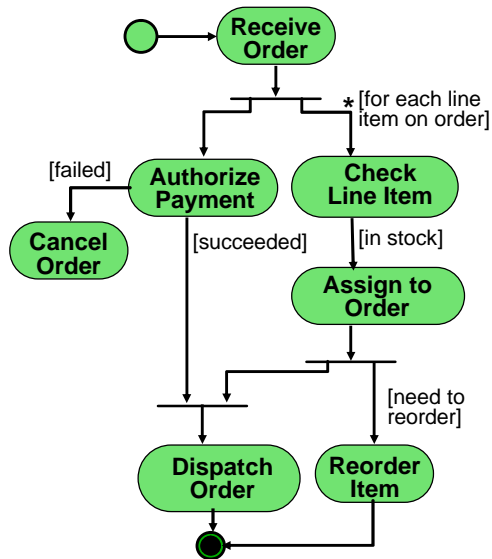 Receive
Order
*
[for each line
item on order]
[failed]
Authorize
Payment
Check
Line Item
Cancel
Order
[succeeded]
[in stock]
Assign to
Order
[need to
reorder]
Dispatch
Order
Reorder
Item